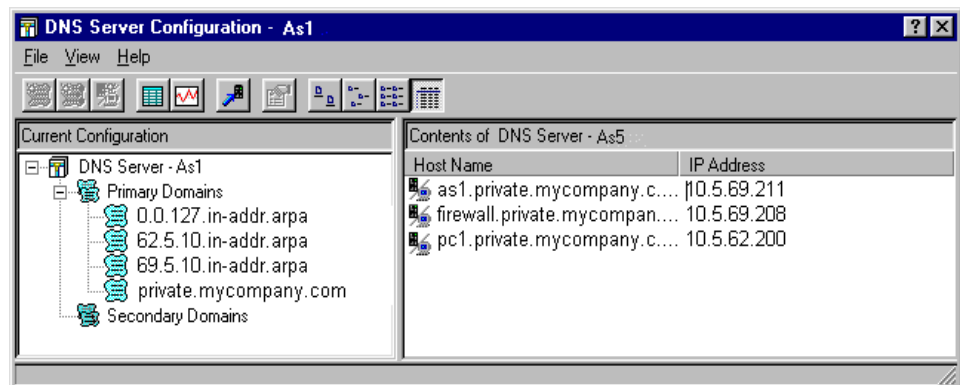 DNS Server Configuration - As1
File View Help
Current Configuration
DNS Server - As1
Primary Domains
0.0.127.in-addr.arpa
62.5.10.in-addr.arpa
69.5.10.in-addr.arpa
private.mycompany.com
Secondary Domains
Contents of DNS Server - As5
Host Name IP Address
as1.private.mycompany.c.... 10.5.69.211
firewall.private.mycompan.... 10.5.69.208
pc1.private.mycompany.c.... 10.5.62.200